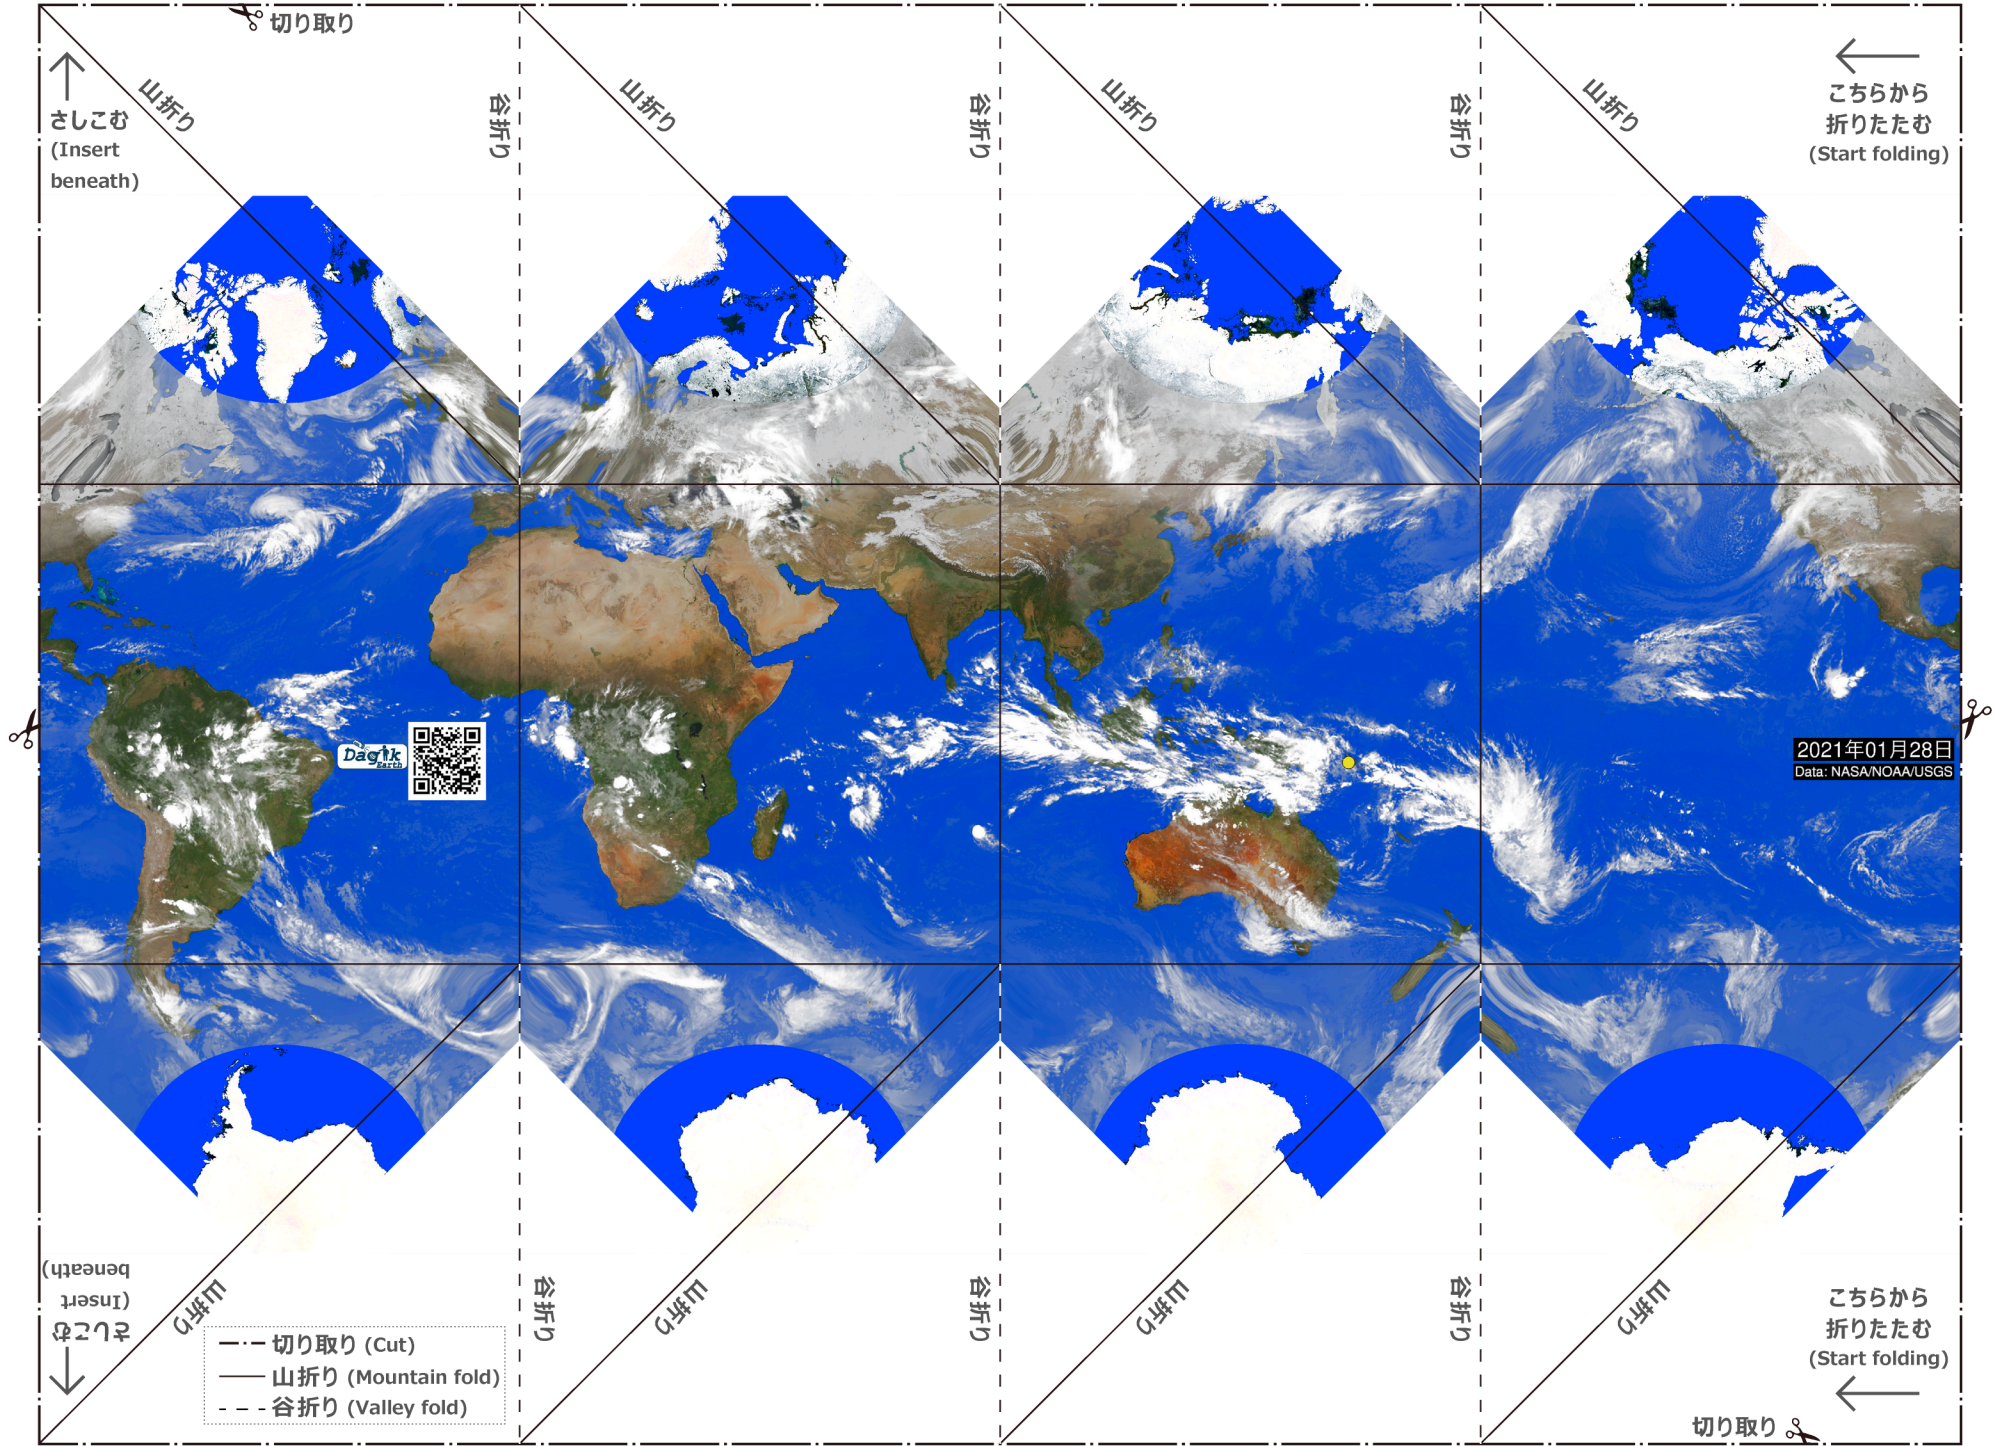 切り取り
さしこむ
(Insert
beneath)
山折り
谷折り
山折り
谷折り
山折り
谷折り
山折り
こちらから
折りたたむ
(Start folding)
Dagik
Earth
2021年01月28日
Data: NASA/NOAA/USGS
さしこむ
(Insert
beneath)
山折り
谷折り
山折り
谷折り
山折り
谷折り
山折り
こちらから
折りたたむ
(Start folding)
切り取り (Cut)
山折り (Mountain fold)
谷折り (Valley fold)
切り取り